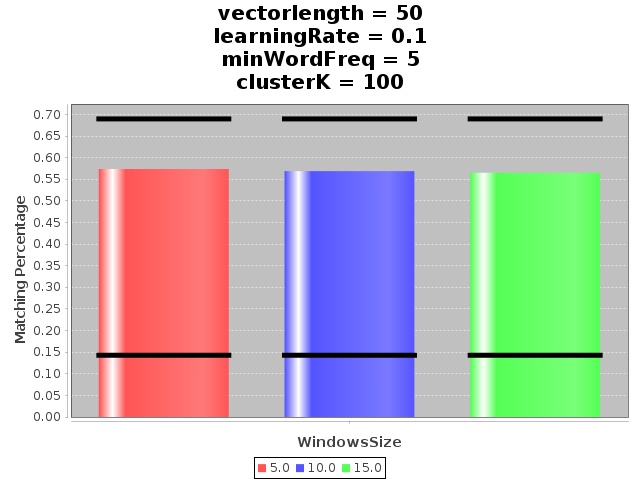 vectorlength = 50
learningRate = 0.1
minWordFreq = 5
clusterK = 100
0.70
0.65
0.60
0.55
0.50
0.45
0.40
0.35
0.30
0.25
0.20
0.15
0.10
0.05
0.00
Matching Percentage
WindowsSize
5.0 10.0 15.0